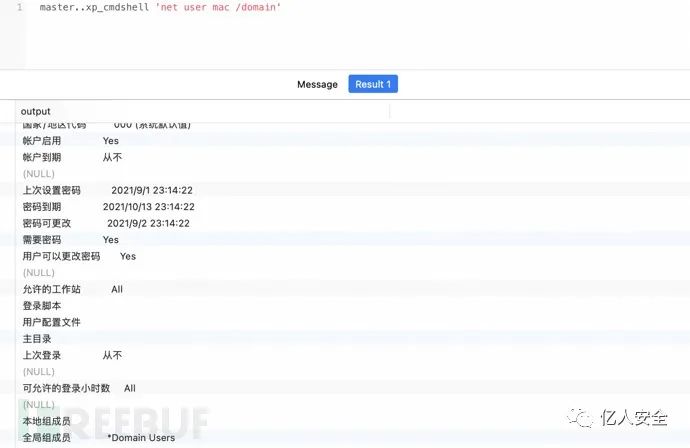 1 master..xp_cmdshell 'net user mac /domain'
Message Result 1
output
国家/地区代码 000 (系统默认值)
帐户启用 Yes
帐户到期 从不
(NULL)
上次设置密码 2021/9/1 23:14:22
密码到期 2021/10/13 23:14:22
密码可更改 2021/9/2 23:14:22
需要密码 Yes
用户可以更改密码 Yes
(NULL)
允许的工作站 All
登录脚本
用户配置文件
主目录
上次登录 从不
(NULL)
可允许的登录小时数 All
(NULL)
本地组成员
全局组成员 *Domain Users
REEBUF
亿人安全